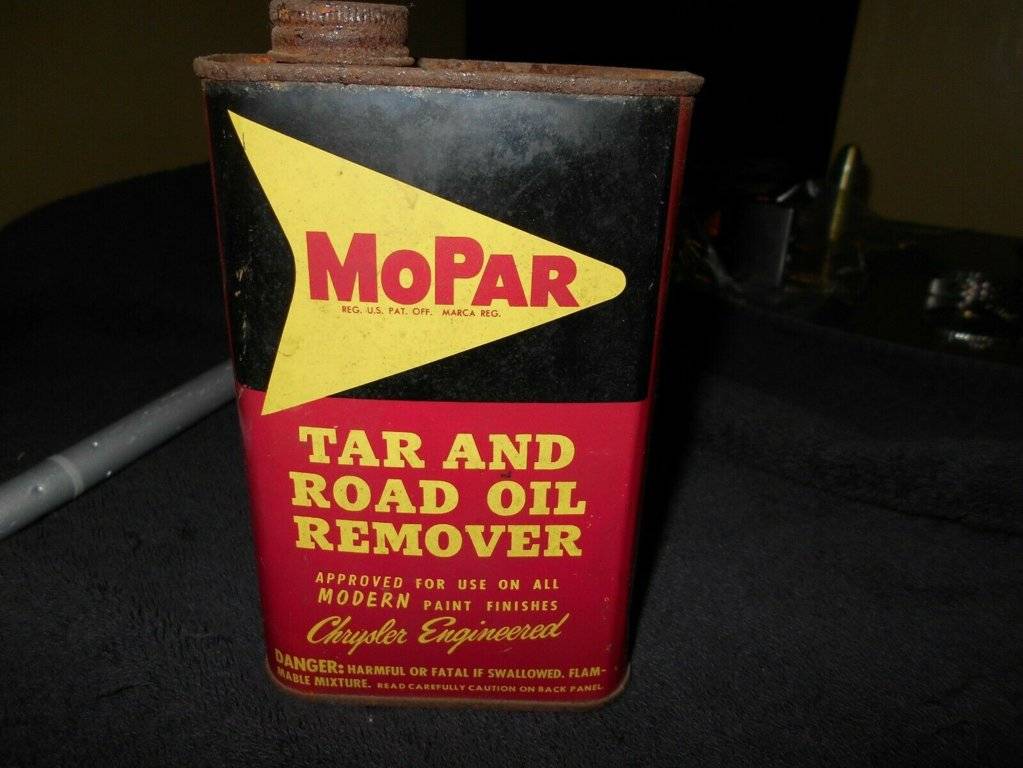 MOPAR
REG. U.S. PAT. OFF. MARCA REG.
TAR AND
ROAD OIL
REMOVER
APPROVED FOR USE ON ALL
MODERN PAINT FINISHES
Chrysler Engineered
DANGER: HARMFUL OR FATAL IF SWALLOWED. FLAM-
MABLE MIXTURE. READ CAREFULLY CAUTION ON BACK PANEL.